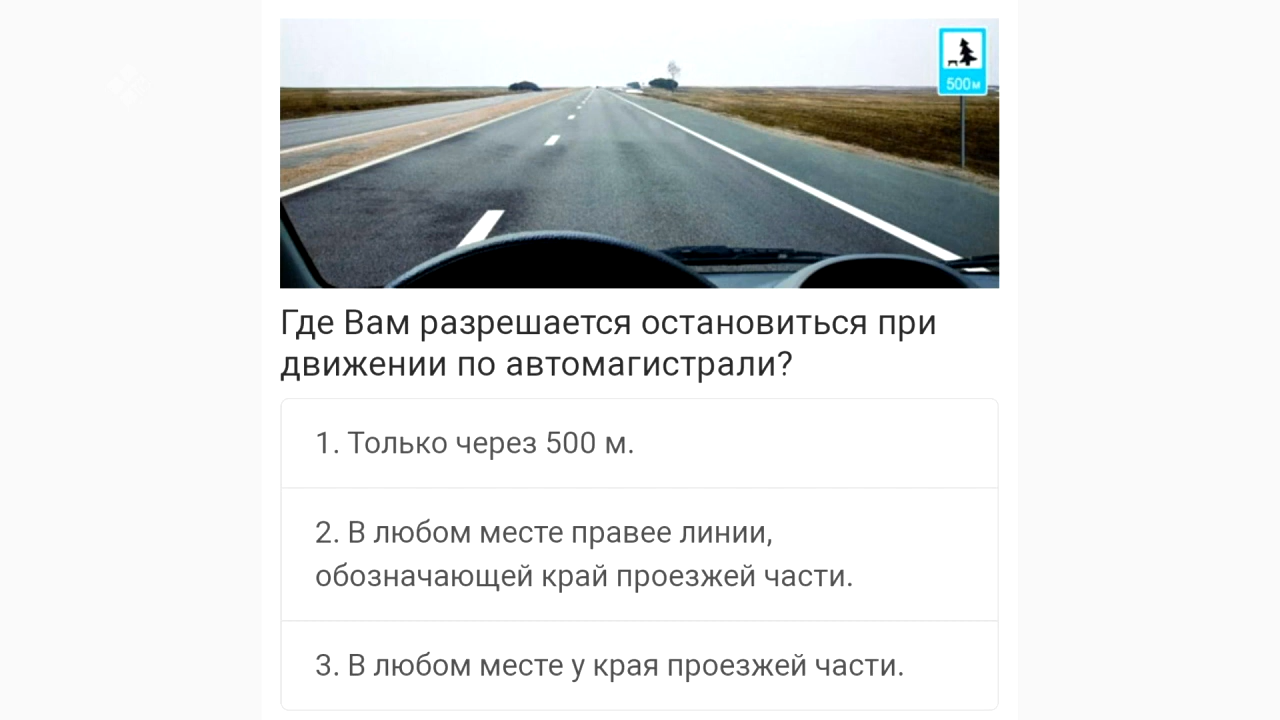 500 м
Где Вам разрешается остановиться при
движении по автомагистрали?
1. Только через 500 м.
2. В любом месте правее линии,
обозначающей край проезжей части.
3. В любом месте у края проезжей части.